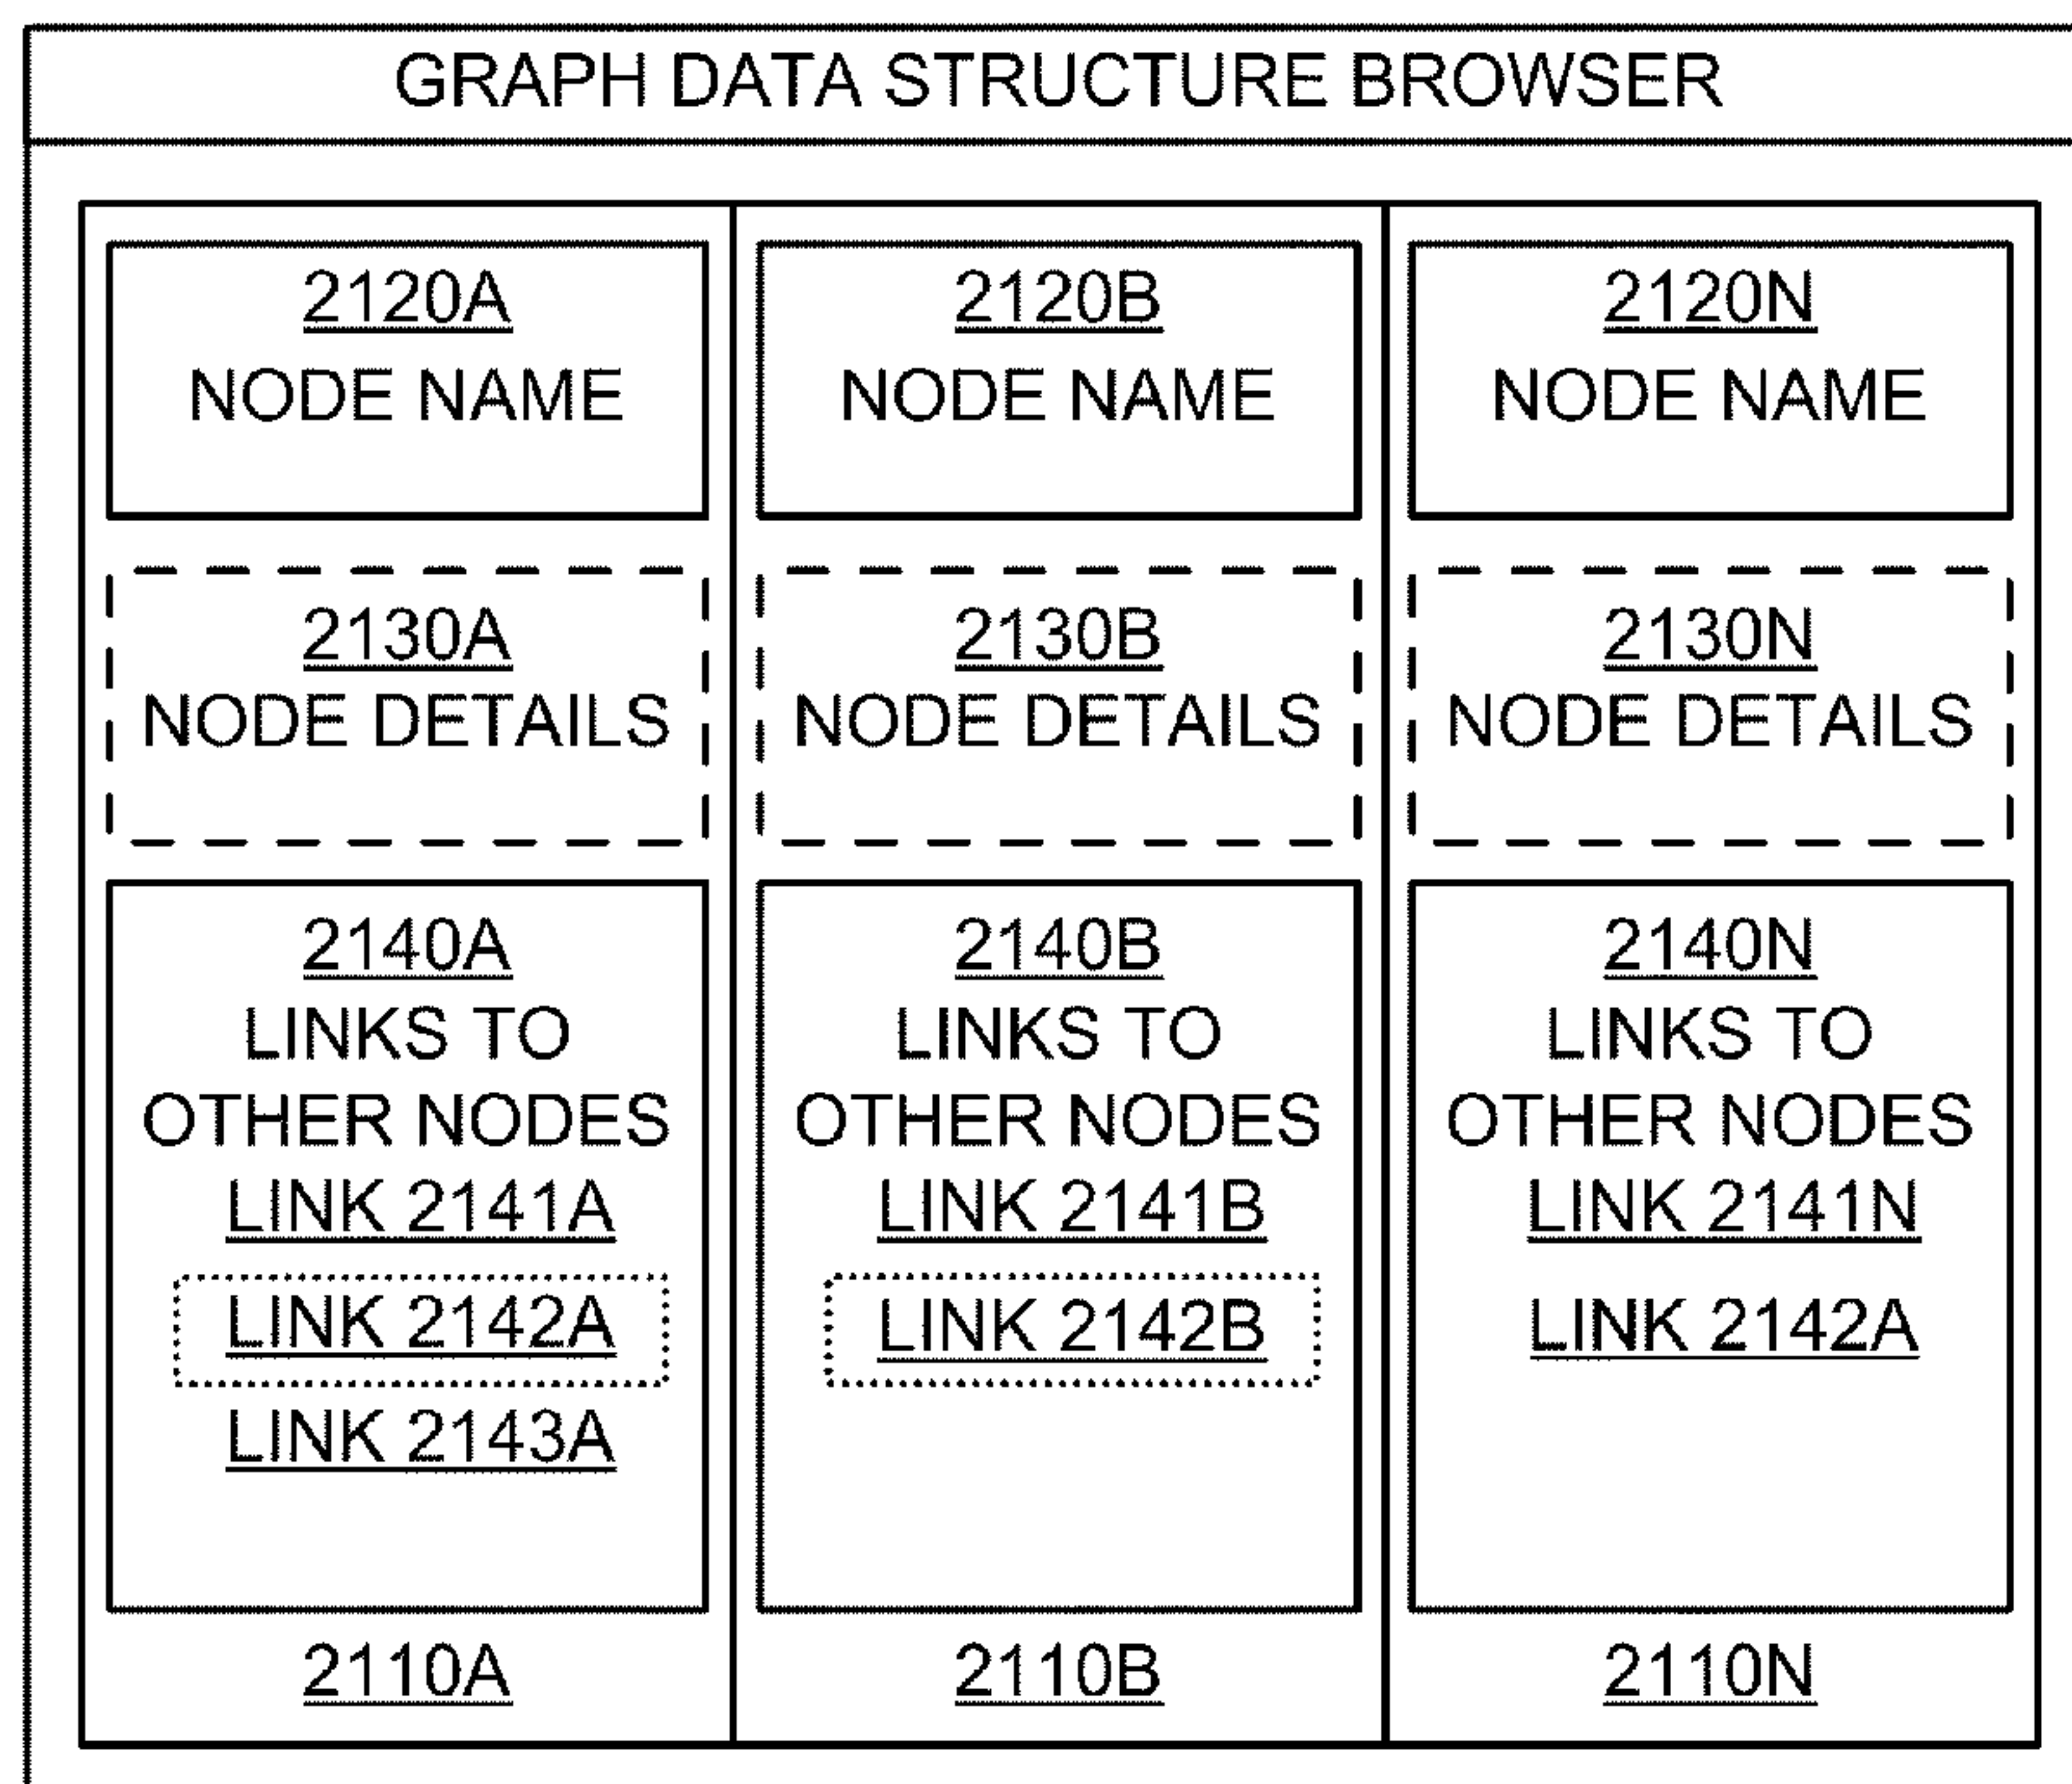 GRAPH DATA STRUCTURE BROWSER
2120A
NODE NAME
2130A
NODE DETAILS
2140A
LINKS TO
OTHER NODES
LINK 2141A
LINK 2142A
LINK 2143A
2110A
2120B
NODE NAME
2130B
NODE DETAILS
2140B
LINKS TO
OTHER NODES
LINK 2141B
LINK 2142B
2110B
2120N
NODE NAME
2130N
NODE DETAILS
2140N
LINKS TO
OTHER NODES
LINK 2141N
LINK 2142A
2110N